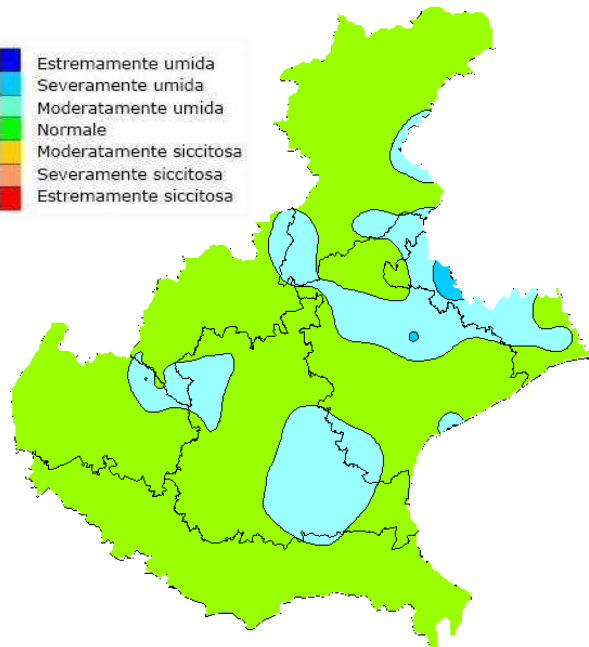 Estremamente umida
Severamente umida
Moderatamente umida
Normale
Moderatamente siccitosa
Severamente siccitosa
Estremamente siccitosa